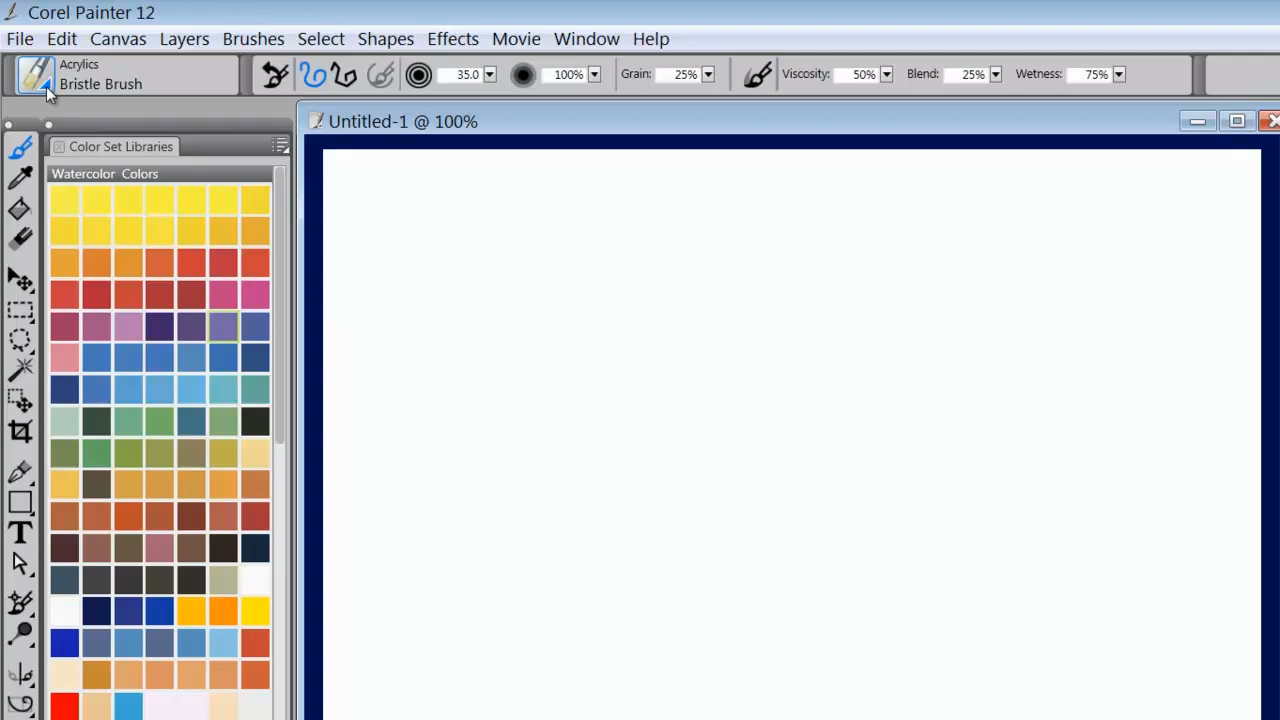 Corel Painter 12
File Edit Canvas Layers Brushes Select Shapes Effects Movie Window Help
Acrylics
Bristle Brush
35.0 100% Grain: 25% Viscosity: 50% Blend: 25% Wetness: 75%
Untitled-1 @ 100%
Color Set Libraries
Watercolor Colors
T